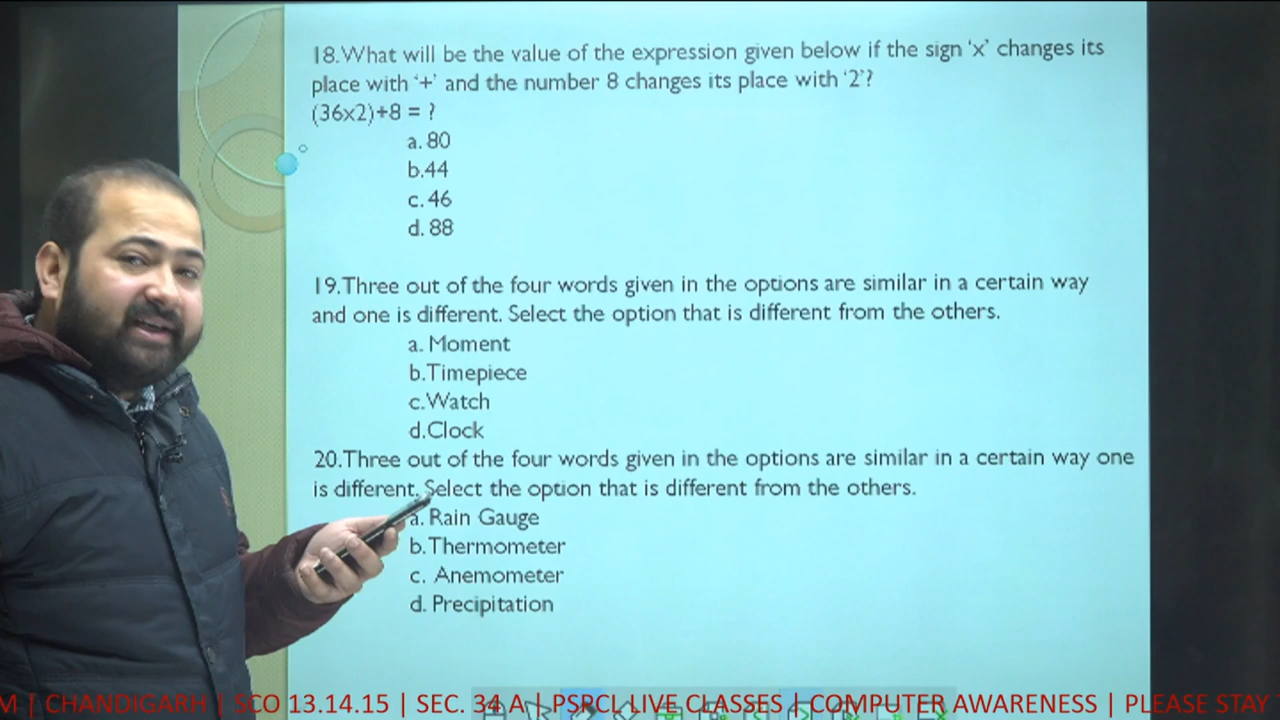 18.What will be the value of the expression given below if the sign ‘x’ changes its
place with ‘+’ and the number 8 changes its place with ‘2’?
(36x2)+8 = ?
a. 80
b.44
c. 46
d. 88
19.Three out of the four words given in the options are similar in a certain way
and one is different. Select the option that is different from the others.
a. Moment
b.Timepiece
c.Watch
d.Clock
20.Three out of the four words given in the options are similar in a certain way one
is different. Select the option that is different from the others.
a. Rain Gauge
b.Thermometer
c. Anemometer
d. Precipitation
M | CHANDIGARH | SCO 13.14.15 | SEC. 34 A | PSPCL LIVE CLASSES | COMPUTER AWARENESS | PLEASE STAY